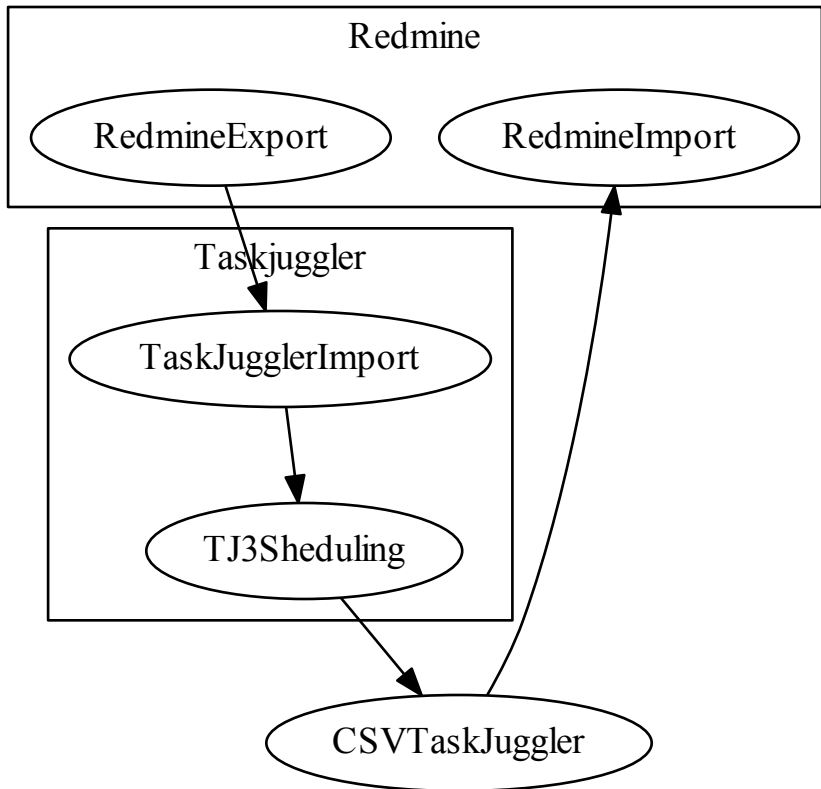 Redmine
RedmineExport
RedmineImport
Taskjuggler
TaskJugglerImport
TJ3Sheduling
CSVTaskJuggler